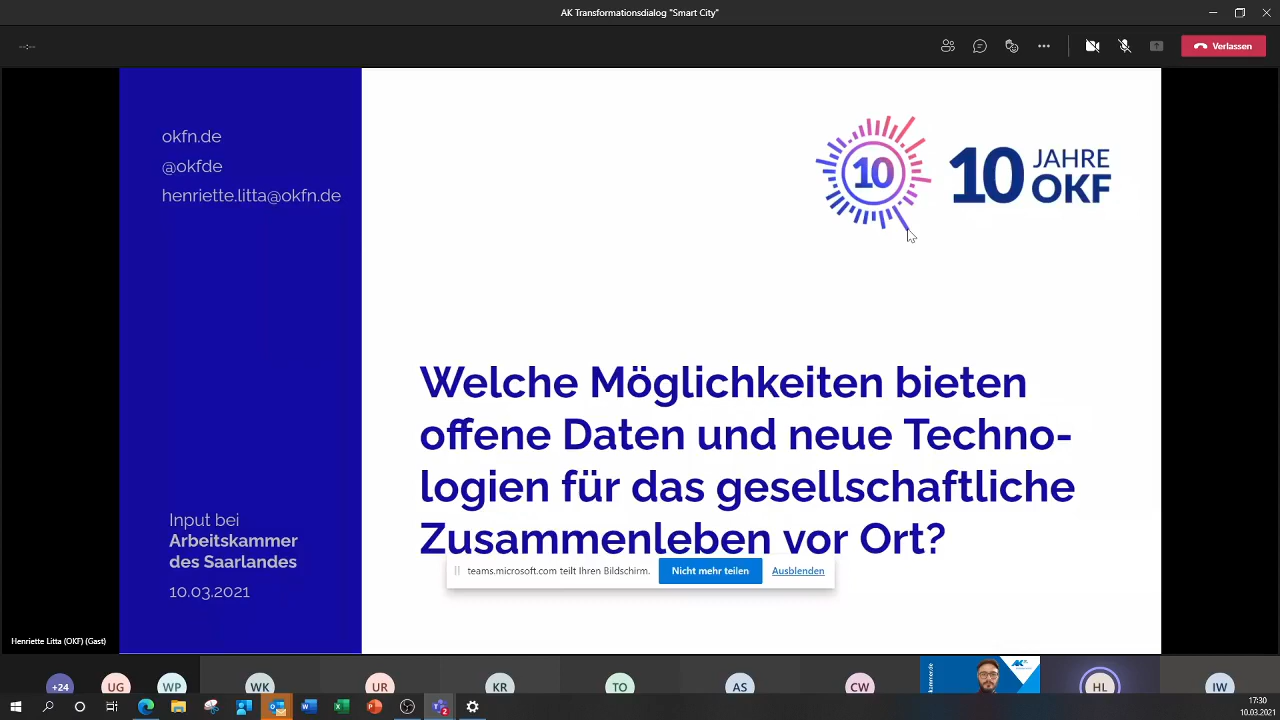 AK Transformationsdialog "Smart City"
--:--
Verlassen
okfn.de
@okfde
henriette.litta@okfn.de
10
10 JAHRE
OKF
Welche Möglichkeiten bieten
offene Daten und neue Techno-
logien für das gesellschaftliche
Zusammenleben vor Ort?
Input bei
Arbeitskammer
des Saarlandes
10.03.2021
teams.microsoft.com teilt Ihren Bildschirm.
Nicht mehr teilen
Ausblenden
Henriette Litta (OKF) (Gast)
+24
UG
WP
WK
UR
KR
TO
AS
CW
AK
HL
IW
17:30
10.03.2021